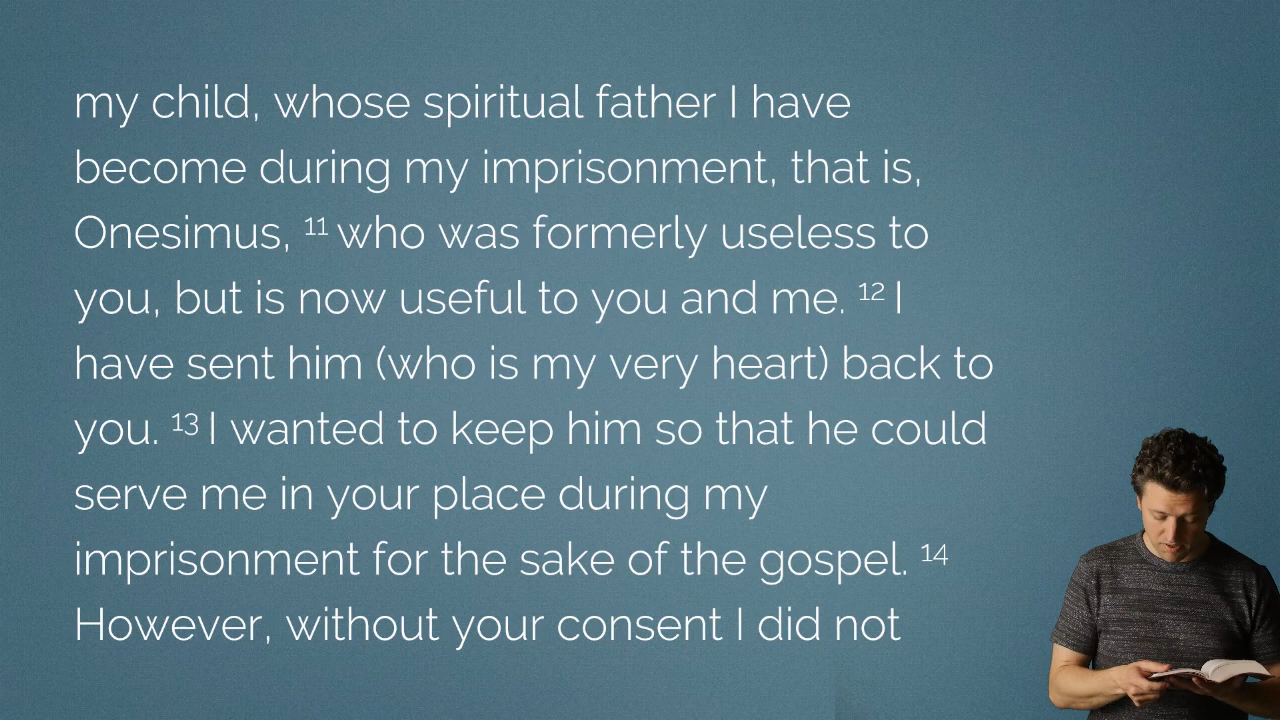 my child, whose spiritual father I have
become during my imprisonment, that is,
Onesimus, 11 who was formerly useless to
you, but is now useful to you and me. 12 I
have sent him (who is my very heart) back to
you. 13 I wanted to keep him so that he could
serve me in your place during my
imprisonment for the sake of the gospel. 14
However, without your consent I did not